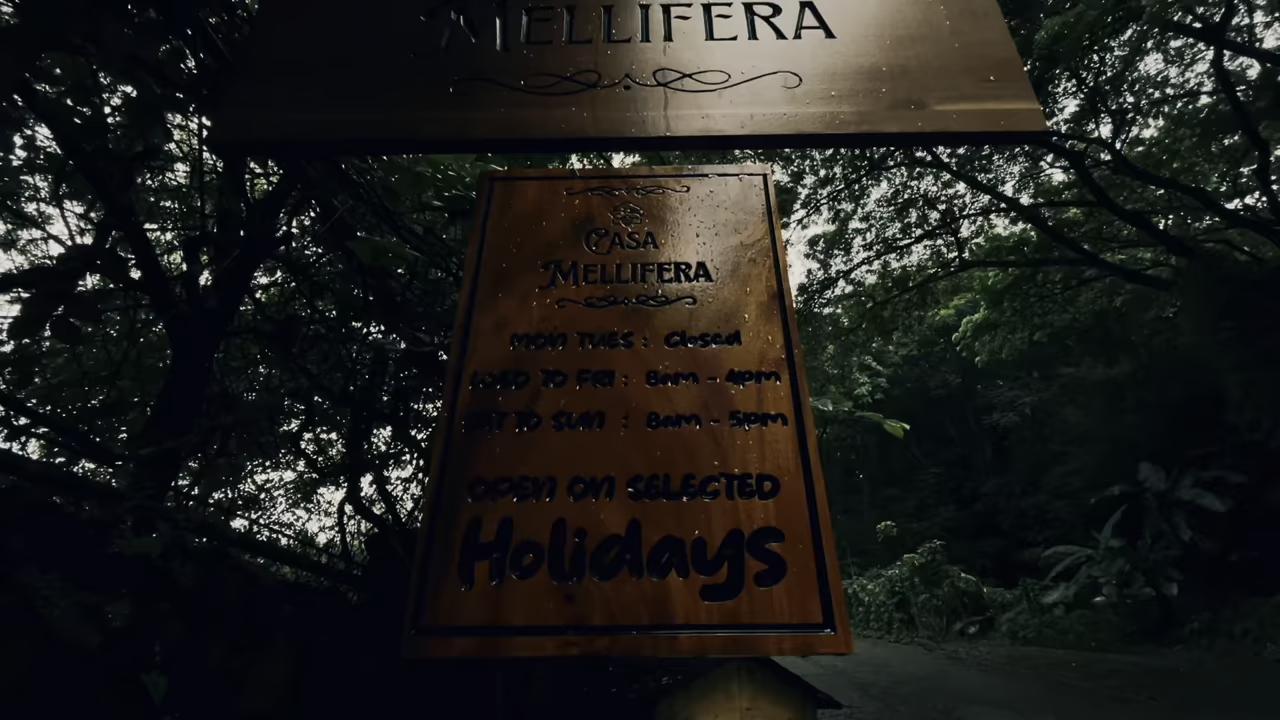 MELLIFERA
CASA
MELLIFERA
MON TUES : Closed
WED TO FRI : 8am - 4pm
SAT TO SUN : 8am - 5pm
OPEN ON SELECTED
Holidays